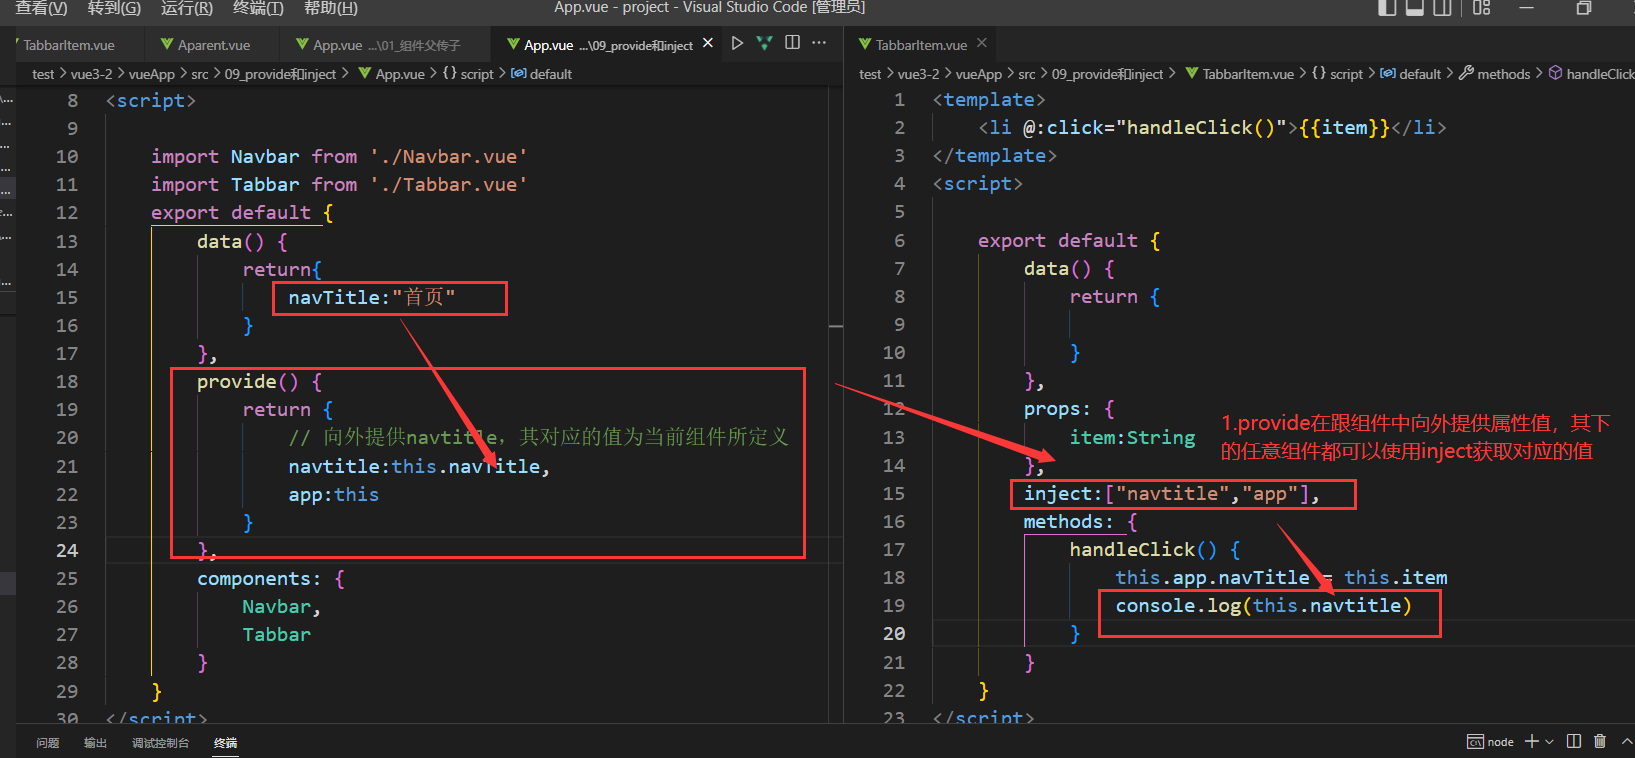 查看(V) 转到(G) 运行(R) 终端(T) 帮助(H)
App.vue - project - Visual Studio Code [管理员]
TabbarItem.vue
Aparent.vue
App.vue ...\01_组件父传子
App.vue ...\09_provide和inject
test > vue3-2 > vueApp > src > 09_provide和inject > App.vue > {} script > default
8 <script>
9
10 import Navbar from './Navbar.vue'
11 import Tabbar from './Tabbar.vue'
12 export default {
13 data() {
14 return{
15 navTitle:"首页"
16 }
17 },
18 provide() {
19 return {
20 // 向外提供navtitle，其对应的值为当前组件所定义
21 navtitle:this.navTitle,
22 app:this
23 }
24 },
25 components: {
26 Navbar,
27 Tabbar
28 }
29 }
30 </script>
TabbarItem.vue
test > vue3-2 > vueApp > src > 09_provide和inject > TabbarItem.vue > {} script > default > methods > handleClick
1 <template>
2 <li @:click="handleClick()">{{item}}</li>
3 </template>
4 <script>
5
6 export default {
7 data() {
8 return {
9
10 }
11 },
12 props: {
13 item:String
14 },
15 inject:["navtitle","app"],
16 methods: {
17 handleClick() {
18 this.app.navTitle = this.item
19 console.log(this.navtitle)
20 }
21 }
22 }
23 </script>
1.provide在跟组件中向外提供属性值，其下
的任意组件都可以使用inject获取对应的值
问题 输出 调试控制台 终端
node